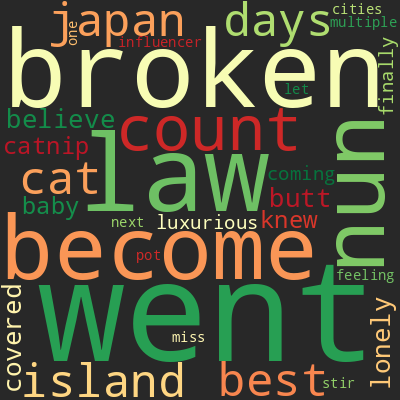 japan
days
cities
multiple
one
influencer
finally
broken
let
believe
count
catnip
law
nun
cat
coming
baby
butt
next
luxurious
knew
become
pot
feeling
went
covered
miss
lonely
island
best
stir